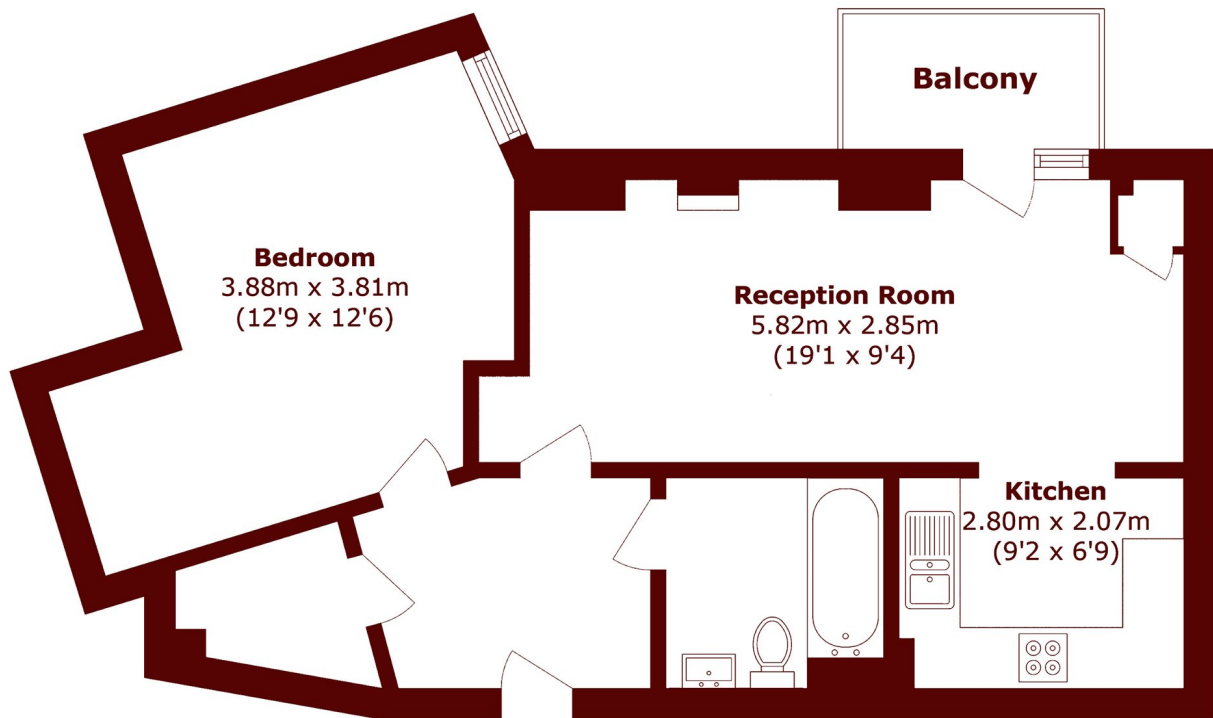 Balcony
Bedroom
3.88m x 3.81m
(12'9 x 12'6)
Reception Room
5.82m x 2.85m
(19'1 x 9'4)
Kitchen
2.80m x 2.07m
(9'2 x 6'9)